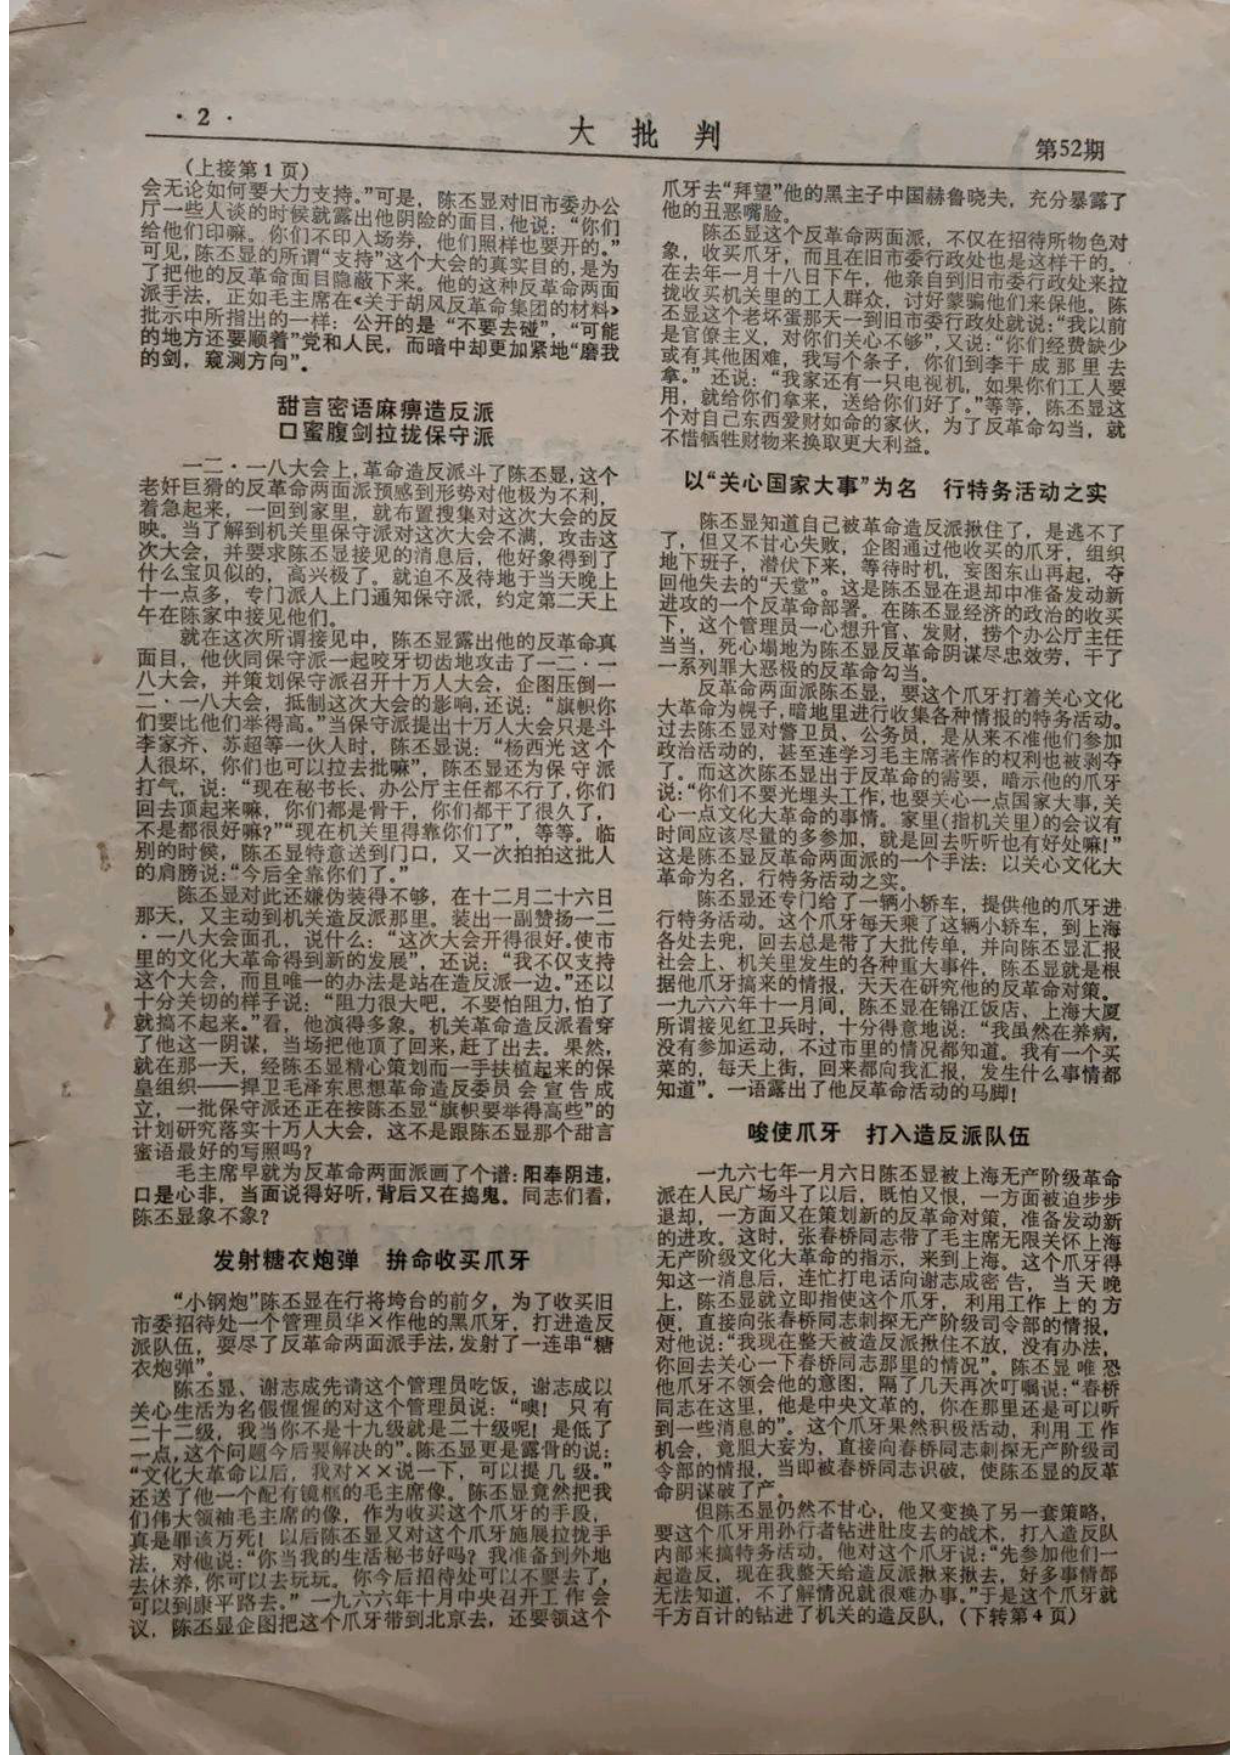 · 2 ·
大批判
第52期
(上接第1页)
会无论如何要大力支持。”可是，陈丕显对旧市委办公
厅一些人谈的时候就露出他阴险的面目，他说：“你们
给他们印嘛。你们不印入场券，他们照样也要开的。”
可见，陈丕显的所谓“支持”这个大会的真实目的，是为
了把他的反革命面目隐蔽下来。他的这种反革命两面
派手法，正如毛主席在《关于胡风反革命集团的材料》
批示中所指出的一样：公开的是“不要去碰”，“可能
的地方还要顺着”党和人民，而暗中却更加紧地“磨我
的剑，窥测方向”。
甜言密语麻痹造反派
口蜜腹剑拉拢保守派
一二·一八大会上，革命造反派斗了陈丕显，这个
老奸巨猾的反革命两面派预感到形势对他极为不利，
着急起来，一回到家里，就布置搜集对这次大会的反
映。当了解到机关里保守派对这次大会不满，攻击这
次大会，并要求陈丕显接见的消息后，他好象得到了
什么宝贝似的，高兴极了。就迫不及待地于当天晚上
十一点多，专门派人上门通知保守派，约定第二天上
午在陈家中接见他们。
就在这次所谓接见中，陈丕显露出他的反革命真
面目，他伙同保守派一起咬牙切齿地攻击了一二·一
八大会，并策划保守派召开十万人大会，企图压倒一
二·一八大会，抵制这次大会的影响，还说：“旗帜你
们要比他们举得高。”当保守派提出十万人大会只是斗
李家齐、苏超等一伙人时，陈丕显说：“杨西光这个
人很坏，你们也可以拉去批嘛”，陈丕显还为保守派
打气，说：“现在秘书长、办公厅主任都不行了，你们
回去顶起来嘛，你们都是骨干，你们都干了很久了，
不是都很好嘛？”“现在机关里得靠你们了”，等等。临
别的时候，陈丕显特意送到门口，又一次拍拍这批人
的肩膀说：“今后全靠你们了。”
陈丕显对此还嫌伪装得不够，在十二月二十六日
那天，又主动到机关造反派那里。装出一副赞扬一二
·一八大会面孔，说什么：“这次大会开得很好。使市
里的文化大革命得到新的发展”，还说：“我不仅支持
这个大会，而且唯一的办法是站在造反派一边。”还以
十分关切的样子说：“阻力很大吧，不要怕阻力，怕了
就搞不起来。”看，他演得多象。机关革命造反派看穿
了他这一阴谋，当场把他顶了回来，赶了出去。果然，
就在那一天，经陈丕显精心策划而一手扶植起来的保
皇组织——捍卫毛泽东思想革命造反委员会宣告成
立，一批保守派还正在按陈丕显“旗帜要举得高些”的
计划研究落实十万人大会，这不是跟陈丕显那个甜言
蜜语最好的写照吗？
毛主席早就为反革命两面派画了个谱：阳奉阴违，
口是心非，当面说得好听，背后又在捣鬼。同志们看，
陈丕显象不象？
发射糖衣炮弹　拚命收买爪牙
“小钢炮”陈丕显在行将垮台的前夕，为了收买旧
市委招待处一个管理员华×作他的黑爪牙，打进造反
派队伍，耍尽了反革命两面派手法，发射了一连串“糖
衣炮弹”。
陈丕显、谢志成先请这个管理员吃饭，谢志成以
关心生活为名假惺惺的对这个管理员说：“噢！只有
二十二级，我当你不是十九级就是二十级呢！是低了
一点，这个问题今后要解决的”。陈丕显更是露骨的说：
“文化大革命以后，我对××说一下，可以提几级。”
还送了他一个配有镜框的毛主席像。陈丕显竟然把我
们伟大领袖毛主席的像，作为收买这个爪牙的手段，
真是罪该万死！以后陈丕显又对这个爪牙施展拉拢手
法，对他说：“你当我的生活秘书好吗？我准备到外地
去休养，你可以去玩玩。你今后招待处可以不要去了，
可以到康平路去。”一九六六年十月中央召开工作会
议，陈丕显企图把这个爪牙带到北京去，还要领这个
爪牙去“拜望”他的黑主子中国赫鲁晓夫，充分暴露了
他的丑恶嘴脸。
陈丕显这个反革命两面派，不仅在招待所物色对
象，收买爪牙，而且在旧市委行政处也是这样干的。
在去年一月十八日下午，他亲自到旧市委行政处来拉
拢收买机关里的工人群众，讨好蒙骗他们来保他。陈
丕显这个老坏蛋那天一到旧市委行政处就说：“我以前
是官僚主义，对你们关心不够”，又说：“你们经费缺少
或有其他困难，我写个条子，你们到李干成那里去
拿。”还说：“我家还有一只电视机，如果你们工人要
用，就给你们拿来，送给你们好了。”等等，陈丕显这
个对自己东西爱财如命的家伙，为了反革命勾当，就
不惜牺牲财物来换取更大利益。
以“关心国家大事”为名　行特务活动之实
陈丕显知道自己被革命造反派揪住了，是逃不了
了，但又不甘心失败，企图通过他收买的爪牙，组织
地下班子，潜伏下来，等待时机，妄图东山再起，夺
回他失去的“天堂”。这是陈丕显在退却中准备发动新
进攻的一个反革命部署。在陈丕显经济的政治的收买
下，这个管理员一心想升官、发财，捞个办公厅主任
当当，死心塌地为陈丕显反革命阴谋尽忠效劳，干了
一系列罪大恶极的反革命勾当。
反革命两面派陈丕显，要这个爪牙打着关心文化
大革命为幌子，暗地里进行收集各种情报的特务活动。
过去陈丕显对警卫员、公务员，是从来不准他们参加
政治活动的，甚至连学习毛主席著作的权利也被剥夺
了。而这次陈丕显出于反革命的需要，暗示他的爪牙
说：“你们不要光埋头工作，也要关心一点国家大事，关
心一点文化大革命的事情。家里（指机关里）的会议有
时间应该尽量的多参加，就是回去听听也有好处嘛！”
这是陈丕显反革命两面派的一个手法：以关心文化大
革命为名，行特务活动之实。
陈丕显还专门给了一辆小轿车，提供他的爪牙进
行特务活动。这个爪牙每天乘了这辆小轿车，到上海
各处去兜，回去总是带了大批传单，并向陈丕显汇报
社会上、机关里发生的各种重大事件，陈丕显就是根
据他爪牙搞来的情报，天天在研究他的反革命对策。
一九六六年十一月间，陈丕显在锦江饭店、上海大厦
所谓接见红卫兵时，十分得意地说：“我虽然在养病，
没有参加运动，不过市里的情况都知道。我有一个买
菜的，每天上街，回来都向我汇报，发生什么事情都
知道”。一语露出了他反革命活动的马脚！
唆使爪牙　打入造反派队伍
一九六七年一月六日陈丕显被上海无产阶级革命
派在人民广场斗了以后，既怕又恨，一方面被迫步步
退却，一方面又在策划新的反革命对策，准备发动新
的进攻。这时，张春桥同志带了毛主席无限关怀上海
无产阶级文化大革命的指示，来到上海。这个爪牙得
知这一消息后，连忙打电话向谢志成密告，当天晚
上，陈丕显就立即指使这个爪牙，利用工作上的方
便，直接向张春桥同志刺探无产阶级司令部的情报，
对他说：“我现在整天被造反派揪住不放，没有办法，
你回去关心一下春桥同志那里的情况”。陈丕显唯恐
他爪牙不领会他的意图，隔了几天再次叮嘱说：“春桥
同志在这里，他是中央文革的，你在那里还是可以听
到一些消息的”。这个爪牙果然积极活动，利用工作
机会，竟胆大妄为，直接向春桥同志刺探无产阶级司
令部的情报，当即被春桥同志识破，使陈丕显的反革
命阴谋破了产。
但陈丕显仍然不甘心，他又变换了另一套策略，
要这个爪牙用孙行者钻进肚皮去的战术，打入造反队
内部来搞特务活动。他对这个爪牙说：“先参加他们一
起造反，现在我整天给造反派揪来揪去，好多事情都
无法知道，不了解情况就很难办事。”于是这个爪牙就
千方百计的钻进了机关的造反队，（下转第4页）